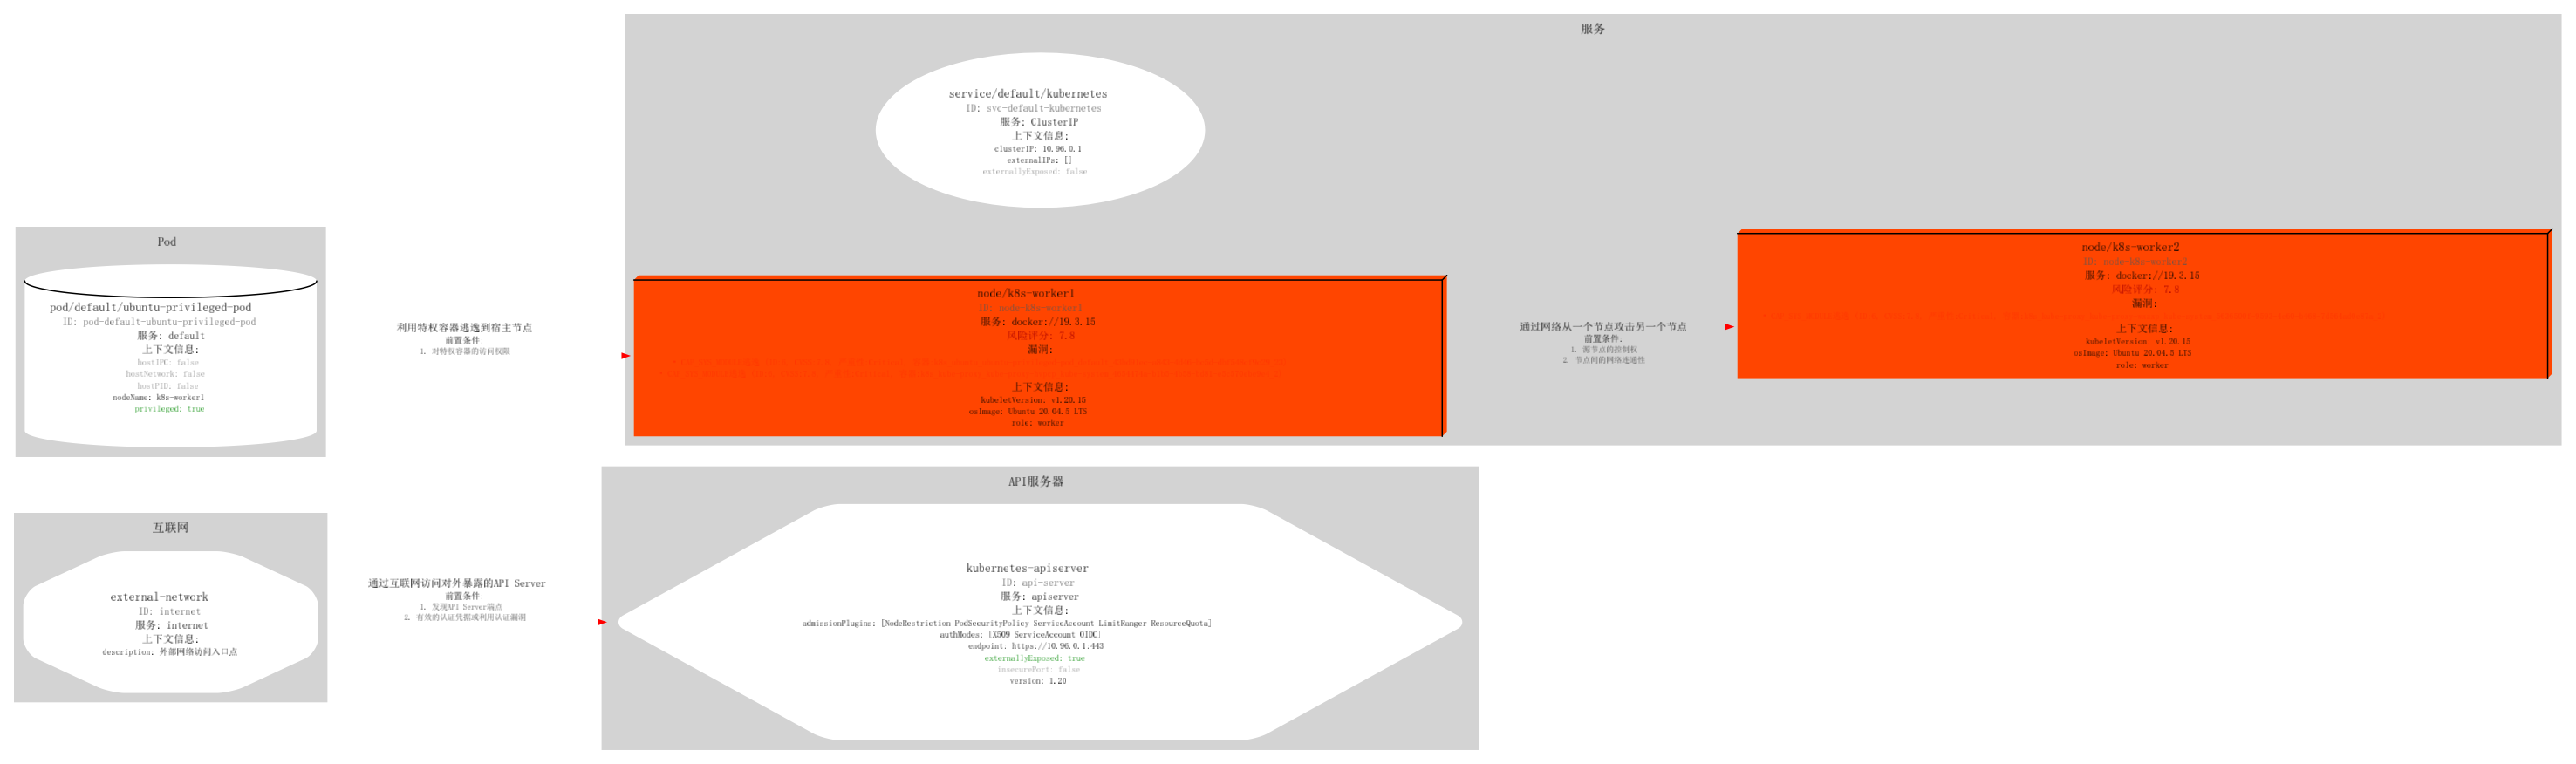 服务
service/default/kubernetes
ID: svc-default-kubernetes
服务: ClusterIP
上下文信息:
clusterIP: 10.96.0.1
externalIPs: []
externallyExposed: false
Pod
pod/default/ubuntu-privileged-pod
ID: pod-default-ubuntu-privileged-pod
服务: default
上下文信息:
hostIPC: false
hostNetwork: false
hostPID: false
nodeName: k8s-worker1
privileged: true
利用特权容器逃逸到宿主节点
前置条件:
1. 对特权容器的访问权限
node/k8s-worker1
ID: node-k8s-worker1
服务: docker://19.3.15
风险评分: 7.8
漏洞:
上下文信息:
kubeletVersion: v1.20.15
osImage: Ubuntu 20.04.5 LTS
role: worker
通过网络从一个节点攻击另一个节点
前置条件:
1. 源节点的控制权
2. 节点间的网络连通性
node/k8s-worker2
ID: node-k8s-worker2
服务: docker://19.3.15
风险评分: 7.8
漏洞:
上下文信息:
kubeletVersion: v1.20.15
osImage: Ubuntu 20.04.5 LTS
role: worker
互联网
external-network
ID: internet
服务: internet
上下文信息:
description: 外部网络访问入口点
通过互联网访问对外暴露的API Server
前置条件:
1. 发现API Server端点
2. 有效的认证凭据或利用认证漏洞
API服务器
kubernetes-apiserver
ID: api-server
服务: apiserver
上下文信息:
admissionPlugins: [NodeRestriction PodSecurityPolicy ServiceAccount LimitRanger ResourceQuota]
authModes: [X509 ServiceAccount OIDC]
endpoint: https://10.96.0.1:443
externallyExposed: true
insecurePort: false
version: 1.20